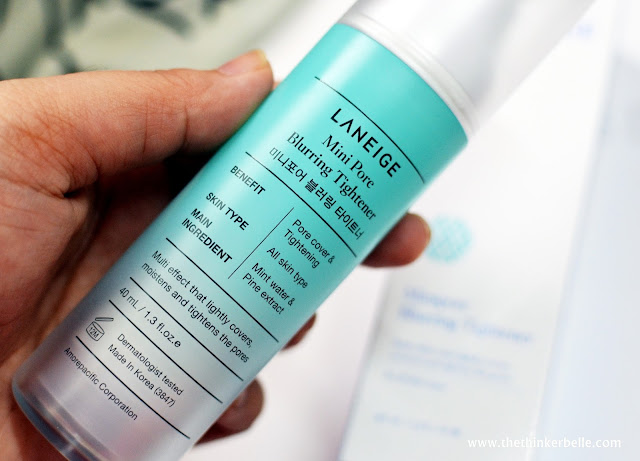 LANEIGE
Mini Pore
Blurring Tightener
미니포어 블러링 타이트너
BENEFIT
Pore cover &
Tightening
SKIN TYPE
All skin type
MAIN
INGREDIENT
Mint water &
Pine extract
Multi effect that lightly covers,
moistens and tightens the pores
40 mL / 1.3 fl.oz.e
12M
Dermatologist tested
Made In Korea (3847)
Amorepacific Corporation
www.thethinkerbelle.com